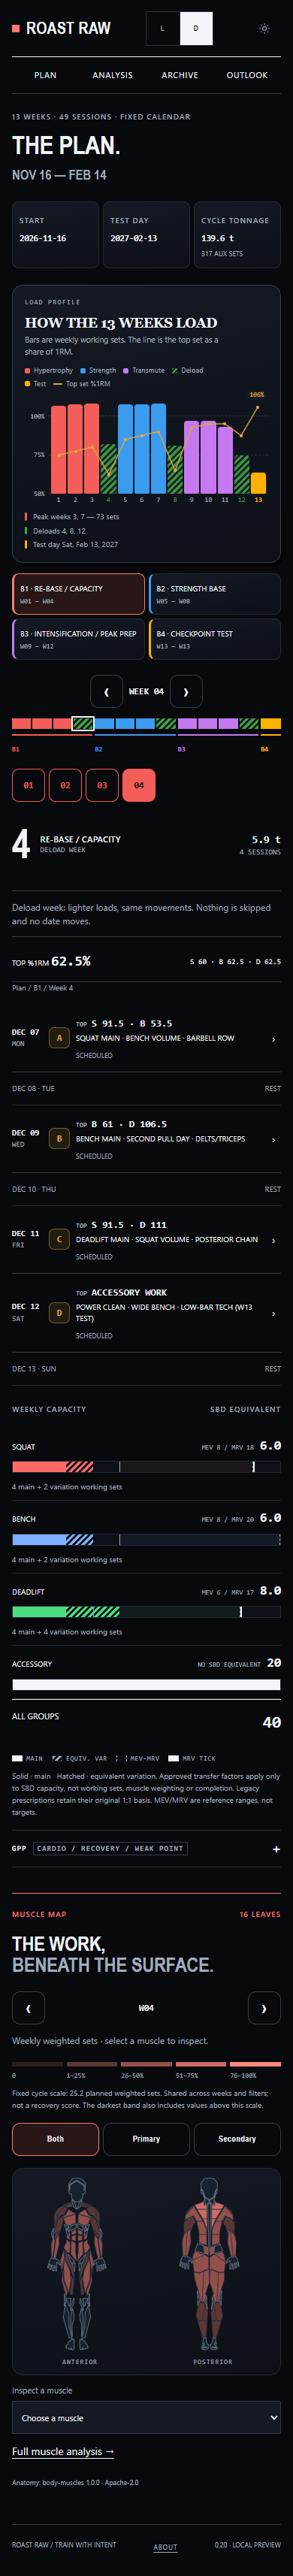 ROAST RAW
L
D
PLAN
ANALYSIS
ARCHIVE
OUTLOOK
13 WEEKS · 49 SESSIONS · FIXED CALENDAR
THE PLAN.
NOV 16 — FEB 14
START
2026-11-16
TEST DAY
2027-02-13
CYCLE TONNAGE
139.6 t
317 AUX SETS
LOAD PROFILE
HOW THE 13 WEEKS LOAD
Bars are weekly working sets. The line is the top set as a
share of 1RM.
Hypertrophy
Strength
Transmute
Deload
Test
Top set %1RM
106%
100%
75%
50%
1 2 3 4 5 6 7 8 9 10 11 12 13
Peak weeks 3, 7 — 73 sets
Deloads 4, 8, 12
Test day Sat, Feb 13, 2027
B1 · RE-BASE / CAPACITY
W01 — W04
B2 · STRENGTH BASE
W05 — W08
B3 · INTENSIFICATION / PEAK PREP
W09 — W12
B4 · CHECKPOINT TEST
W13 — W13
‹
WEEK 04
›
B1
B2
B3
B4
01
02
03
04
4
RE-BASE / CAPACITY
DELOAD WEEK
5.9 t
4 SESSIONS
Deload week: lighter loads, same movements. Nothing is skipped
and no date moves.
TOP %1RM 62.5%
S 60 · B 62.5 · D 62.5
Plan / B1 / Week 4
DEC 07
MON
A
TOP S 91.5 · B 53.5
SQUAT MAIN · BENCH VOLUME · BARBELL ROW
SCHEDULED
›
DEC 08 · TUE
REST
DEC 09
WED
B
TOP B 61 · D 106.5
BENCH MAIN · SECOND PULL DAY · DELTS/TRICEPS
SCHEDULED
›
DEC 10 · THU
REST
DEC 11
FRI
C
TOP S 91.5 · D 111
DEADLIFT MAIN · SQUAT VOLUME · POSTERIOR CHAIN
SCHEDULED
›
DEC 12
SAT
D
TOP ACCESSORY WORK
POWER CLEAN · WIDE BENCH · LOW-BAR TECH (W13
TEST)
SCHEDULED
›
DEC 13 · SUN
REST
WEEKLY CAPACITY
SBD EQUIVALENT
SQUAT
MEV 8 / MRV 18 6.0
4 main + 2 variation working sets
BENCH
MEV 8 / MRV 20 6.0
4 main + 2 variation working sets
DEADLIFT
MEV 6 / MRV 17 8.0
4 main + 4 variation working sets
ACCESSORY
NO SBD EQUIVALENT 20
ALL GROUPS
40
MAIN
EQUIV. VAR
MEV–MRV
MRV TICK
Solid · main Hatched · equivalent variation. Approved transfer factors apply only
to SBD capacity, not working sets, muscle weighting or completion. Legacy
prescriptions retain their original 1:1 basis. MEV/MRV are reference ranges, not
targets.
GPP CARDIO / RECOVERY / WEAK POINT
+
MUSCLE MAP
16 LEAVES
THE WORK,
BENEATH THE SURFACE.
‹
W04
›
Weekly weighted sets · select a muscle to inspect.
0
1–25%
26–50%
51–75%
76–100%
Fixed cycle scale: 25.2 planned weighted sets. Shared across weeks and filters;
not a recovery score. The darkest band also includes values above this scale.
Both
Primary
Secondary
ANTERIOR
POSTERIOR
Inspect a muscle
Choose a muscle
Full muscle analysis →
Anatomy: body-muscles 1.0.0 · Apache-2.0
ROAST RAW / TRAIN WITH INTENT
ABOUT
0.20 · LOCAL PREVIEW